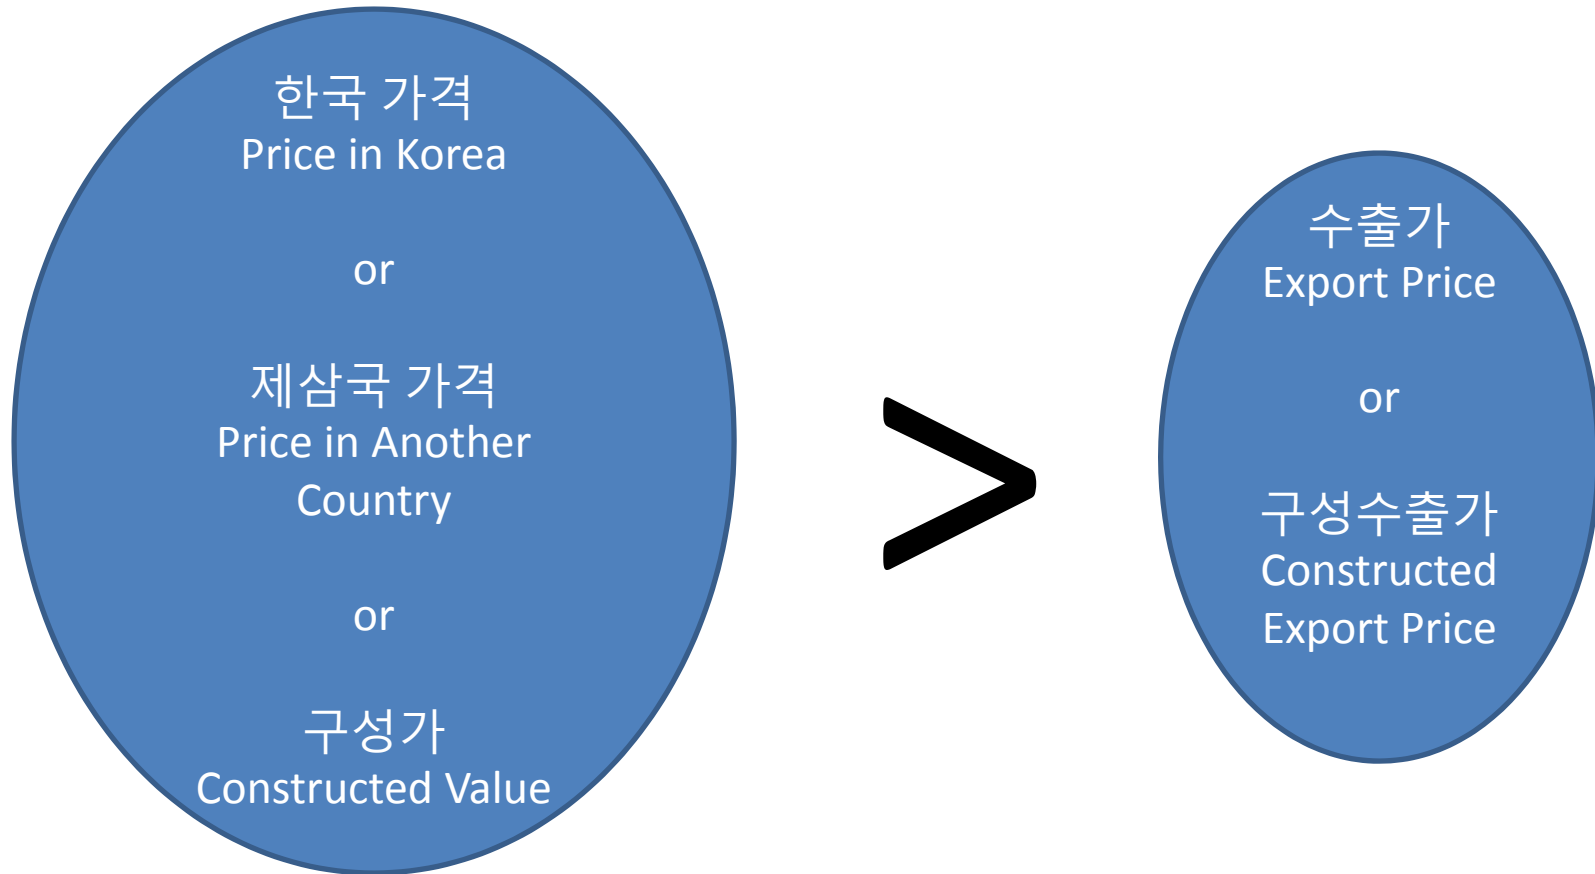 한국 가격
Price in Korea
or
제삼국 가격
Price in Another
Country
or
구성가
Constructed Value
>
수출가
Export Price
or
구성수출가
Constructed
Export Price